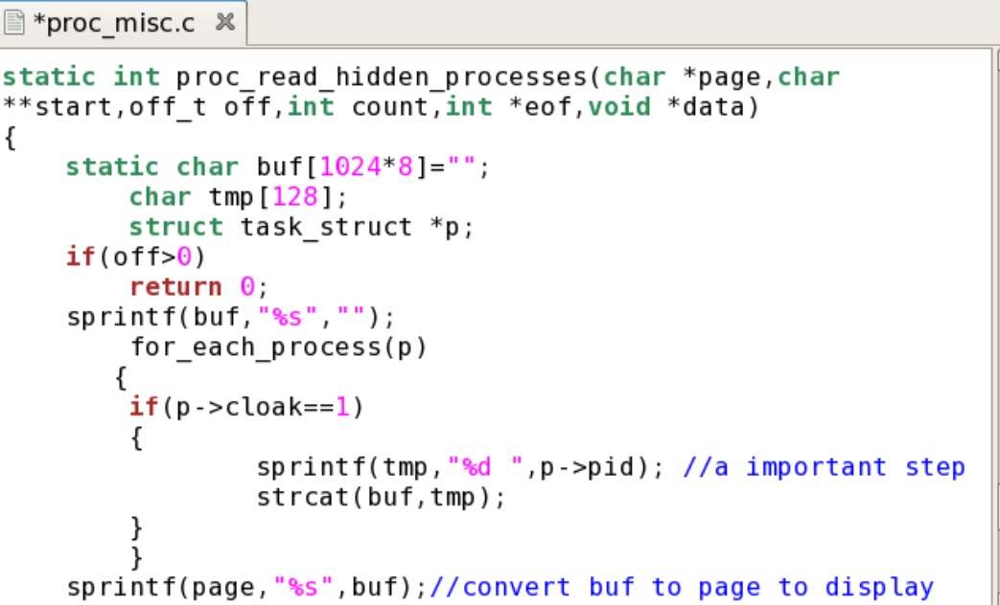 *proc_misc.c ✖
static int proc_read_hidden_processes(char *page,char
**start,off_t off,int count,int *eof,void *data)
{
    static char buf[1024*8]="";
        char tmp[128];
        struct task_struct *p;
    if(off>0)
        return 0;
    sprintf(buf,"%s","");
        for_each_process(p)
       {
        if(p->cloak==1)
        {
                sprintf(tmp,"%d ",p->pid); //a important step
                strcat(buf,tmp);
        }
        }
    sprintf(page,"%s",buf);//convert buf to page to display